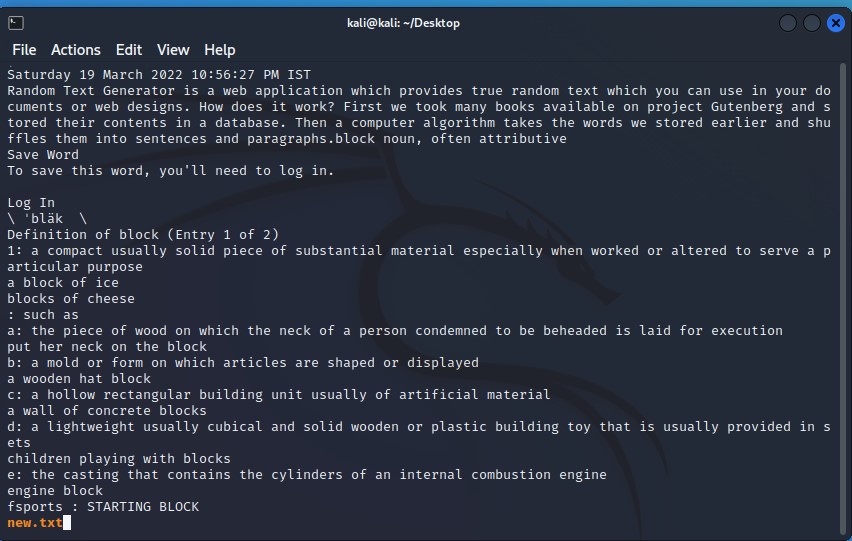 kali@kali: ~/Desktop
File Actions Edit View Help
Saturday 19 March 2022 10:56:27 PM IST
Random Text Generator is a web application which provides true random text which you can use in your do
cuments or web designs. How does it work? First we took many books available on project Gutenberg and s
tored their contents in a database. Then a computer algorithm takes the words we stored earlier and shu
ffles them into sentences and paragraphs.block noun, often attributive
Save Word
To save this word, you'll need to log in.
Log In
\ ˈbläk  \
Definition of block (Entry 1 of 2)
1: a compact usually solid piece of substantial material especially when worked or altered to serve a p
articular purpose
a block of ice
blocks of cheese
: such as
a: the piece of wood on which the neck of a person condemned to be beheaded is laid for execution
put her neck on the block
b: a mold or form on which articles are shaped or displayed
a wooden hat block
c: a hollow rectangular building unit usually of artificial material
a wall of concrete blocks
d: a lightweight usually cubical and solid wooden or plastic building toy that is usually provided in s
ets
children playing with blocks
e: the casting that contains the cylinders of an internal combustion engine
engine block
fsports : STARTING BLOCK
new.txt